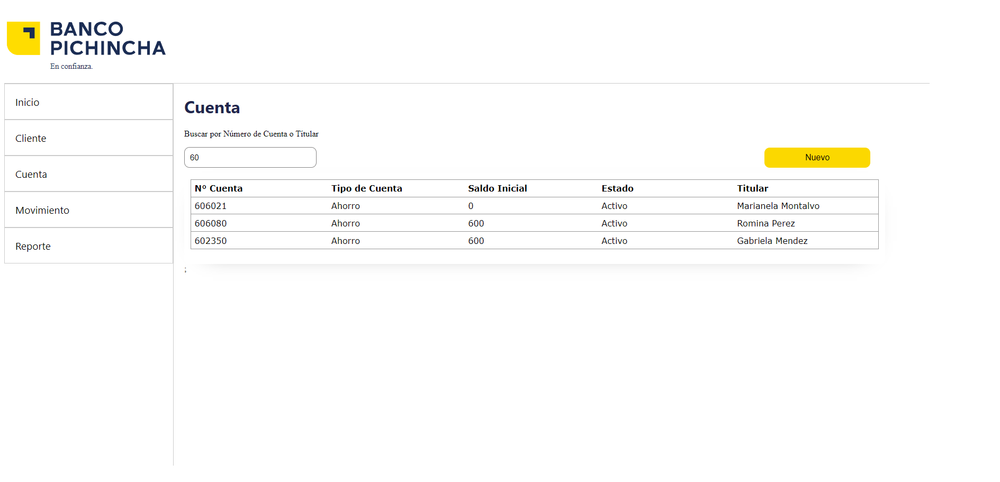 BANCO
PICHINCHA
En confianza.
Inicio
Cliente
Cuenta
Movimiento
Reporte
Cuenta
Buscar por Número de Cuenta o Títular
60
Nuevo
Nº Cuenta Tipo de Cuenta Saldo Inicial Estado Titular
606021 Ahorro 0 Activo Marianela Montalvo
606080 Ahorro 600 Activo Romina Perez
602350 Ahorro 600 Activo Gabriela Mendez
;